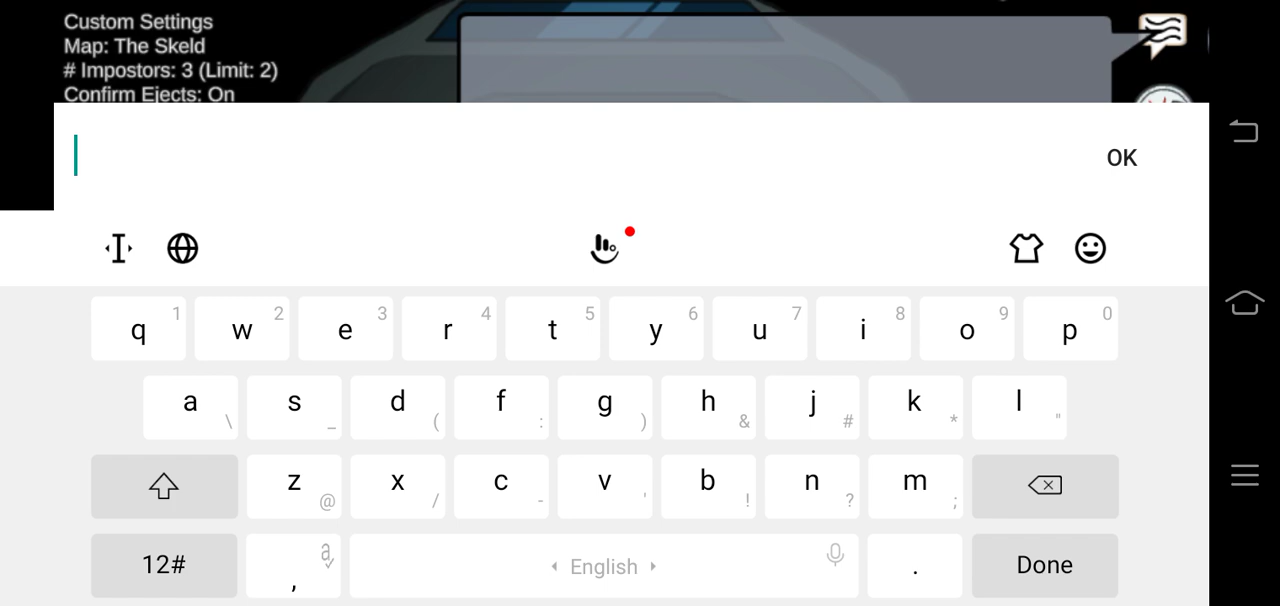 Custom Settings
Map: The Skeld
# Impostors: 3 (Limit: 2)
Confirm Ejects: On
OK
q 1 w 2 e 3 r 4 t 5 y 6 u 7 i 8 o 9 p 0
a \ s _ d ( f : g ) h & j # k * l "
z @ x / c - v ' b ! n ? m ;
12# , a English . Done